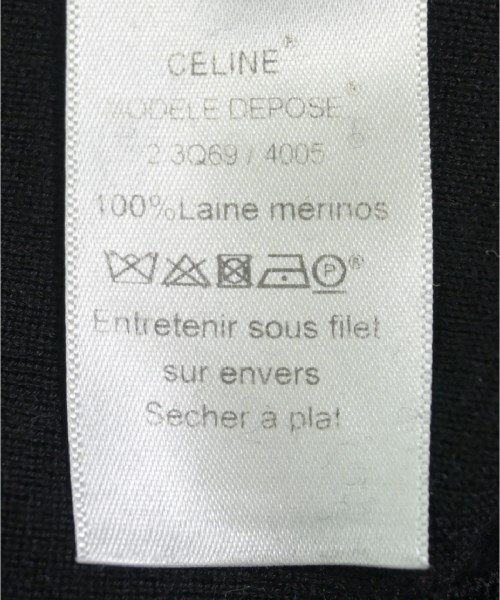 CELINE®
MODELE DEPOSE®
2 3Q69 / 4005
100%Laine merinos
P ®
Entretenir sous filet
sur envers
Secher a plat